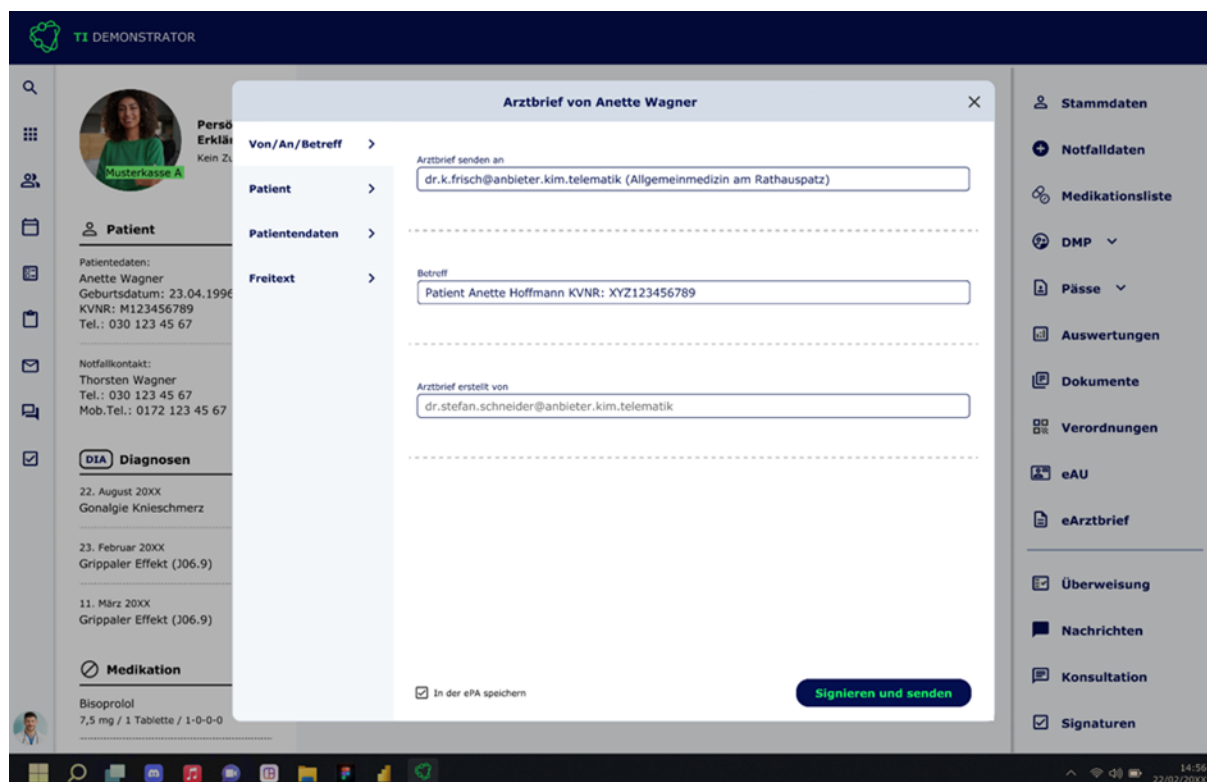 TI DEMONSTRATOR
Musterkasse A
Persö
Erklär
Kein Zu
Patient
Patientedaten:
Anette Wagner
Geburtsdatum: 23.04.1996
KVNR: M123456789
Tel.: 030 123 45 67
Notfallkontakt:
Thorsten Wagner
Tel.: 030 123 45 67
Mob.Tel.: 0172 123 45 67
DIA Diagnosen
22. August 20XX
Gonalgie Knieschmerz
23. Februar 20XX
Grippaler Effekt (J06.9)
11. März 20XX
Grippaler Effekt (J06.9)
Medikation
Bisoprolol
7,5 mg / 1 Tablette / 1-0-0-0
Arztbrief von Anette Wagner
Von/An/Betreff
Patient
Patientendaten
Freitext
Arztbrief senden an
dr.k.frisch@anbieter.kim.telematik (Allgemeinmedizin am Rathauspatz)
Betreff
Patient Anette Hoffmann KVNR: XYZ123456789
Arztbrief erstellt von
dr.stefan.schneider@anbieter.kim.telematik
In der ePA speichern
Signieren und senden
Stammdaten
Notfalldaten
Medikationsliste
DMP
Pässe
Auswertungen
Dokumente
Verordnungen
eAU
eArztbrief
Überweisung
Nachrichten
Konsultation
Signaturen
14:56
22/02/20XX